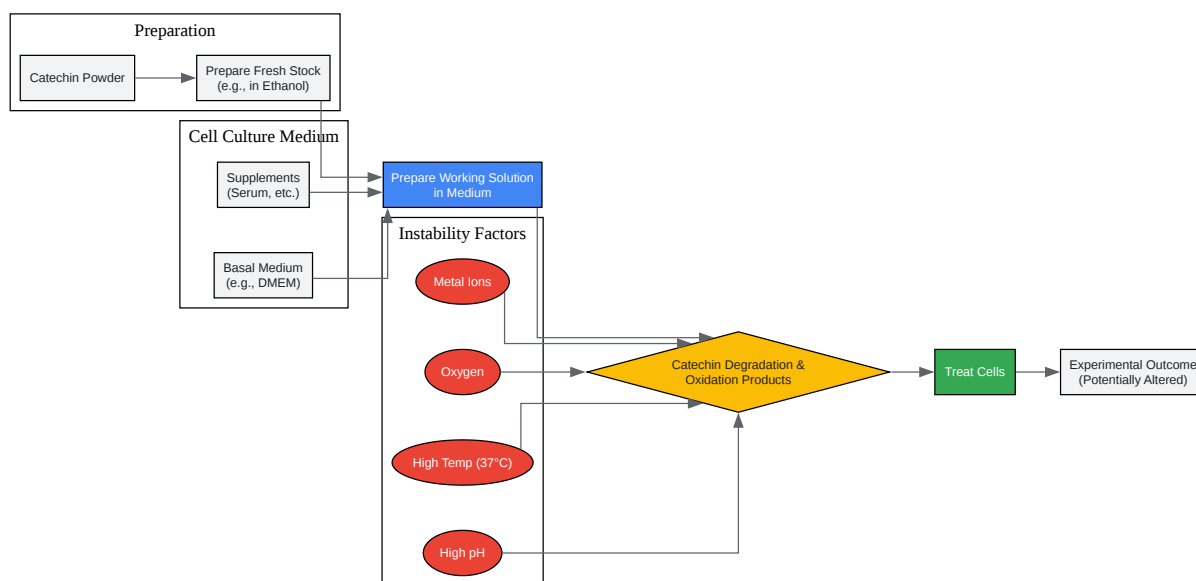 Preparation
Catechin Powder
Prepare Fresh Stock
(e.g., in Ethanol)
Cell Culture Medium
Supplements
(Serum, etc.)
Basal Medium
(e.g., DMEM)
Prepare Working Solution
in Medium
Instability Factors
Metal Ions
Oxygen
High Temp (37°C)
High pH
Catechin Degradation &
Oxidation Products
Treat Cells
Experimental Outcome
(Potentially Altered)